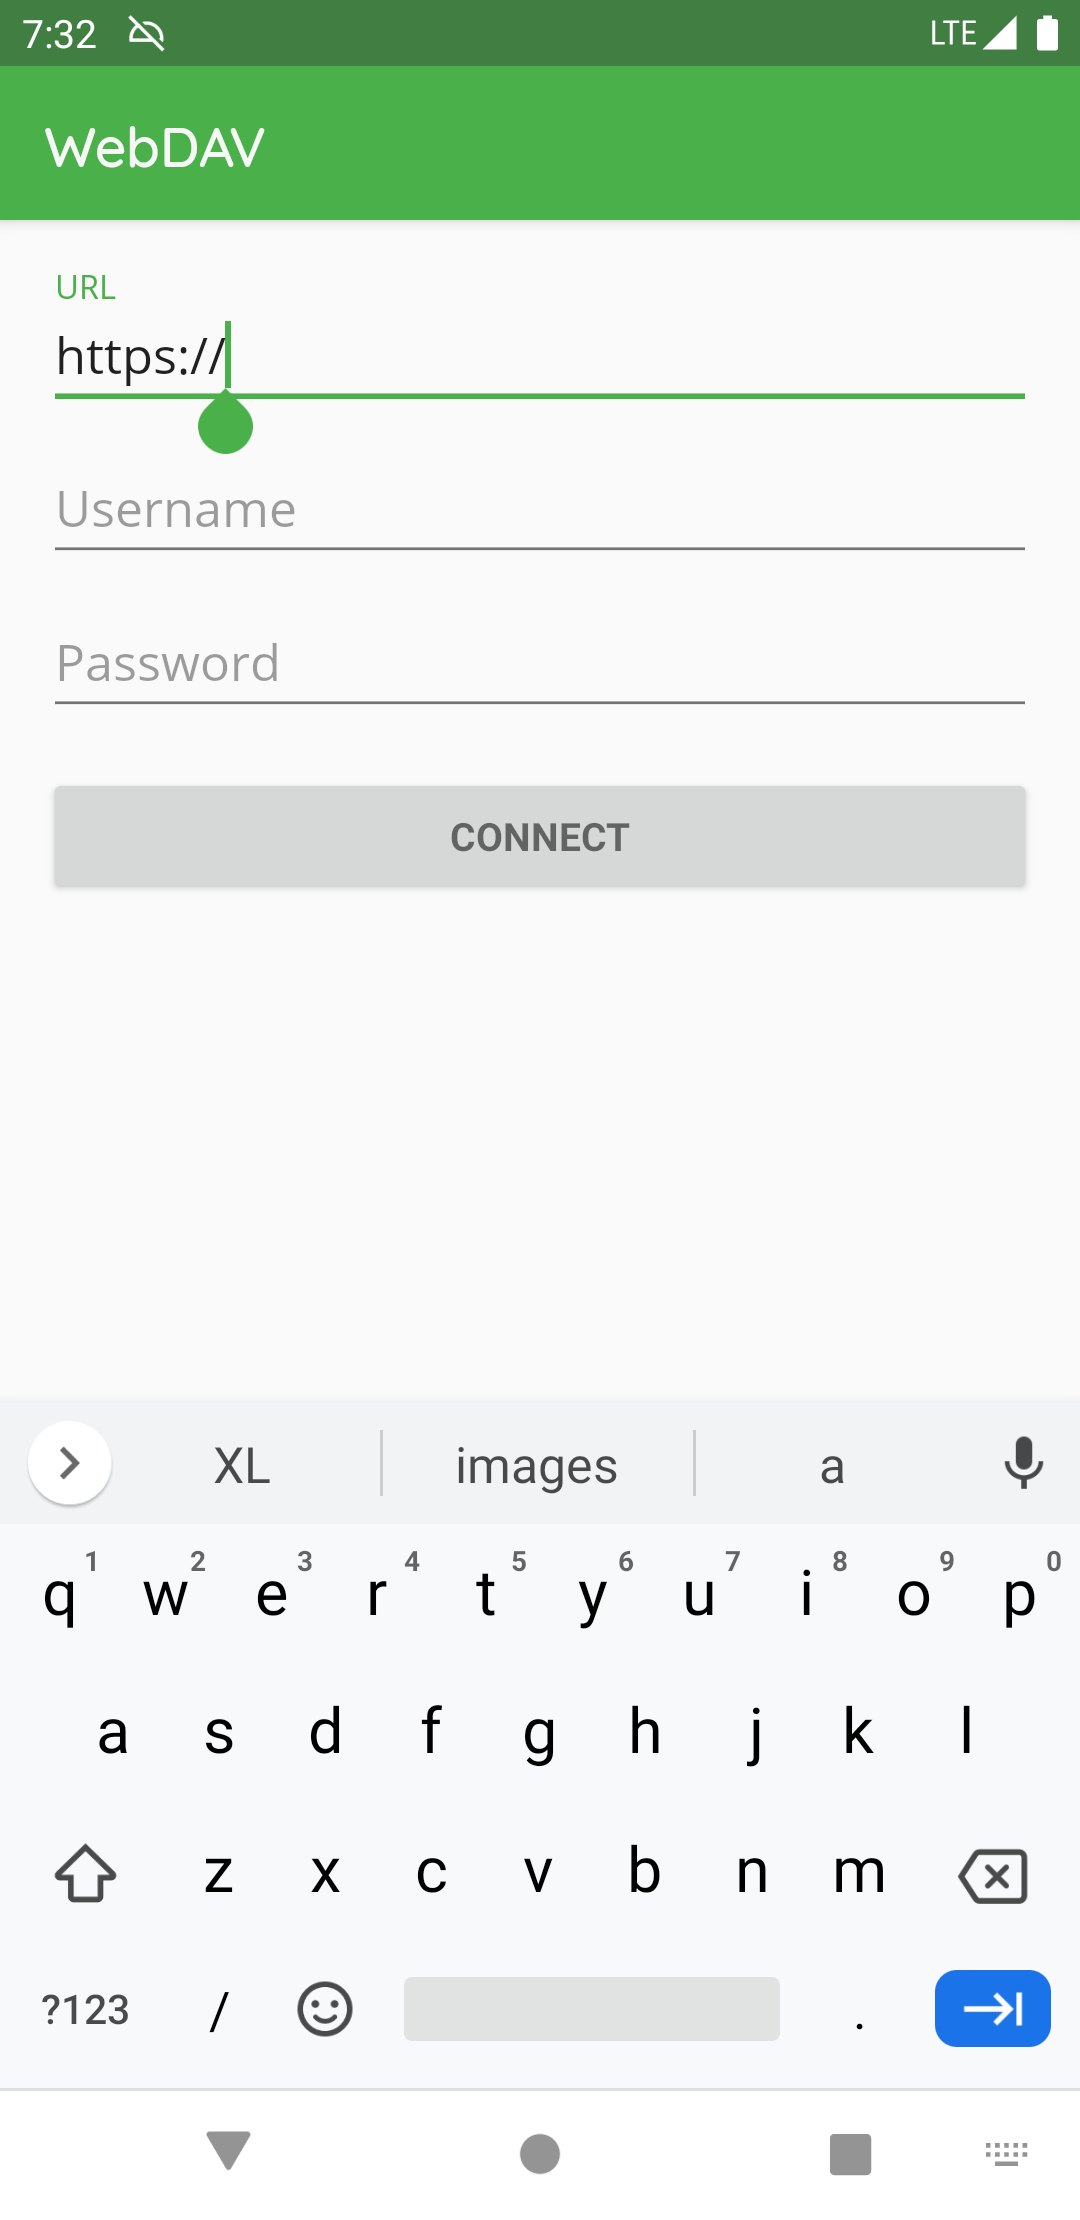 7:32 LTE
WebDAV
URL
https://
Username
Password
CONNECT
XL images a
1 2 3 4 5 6 7 8 9 0
q w e r t y u i o p
a s d f g h j k l
z x c v b n m
?123 / .